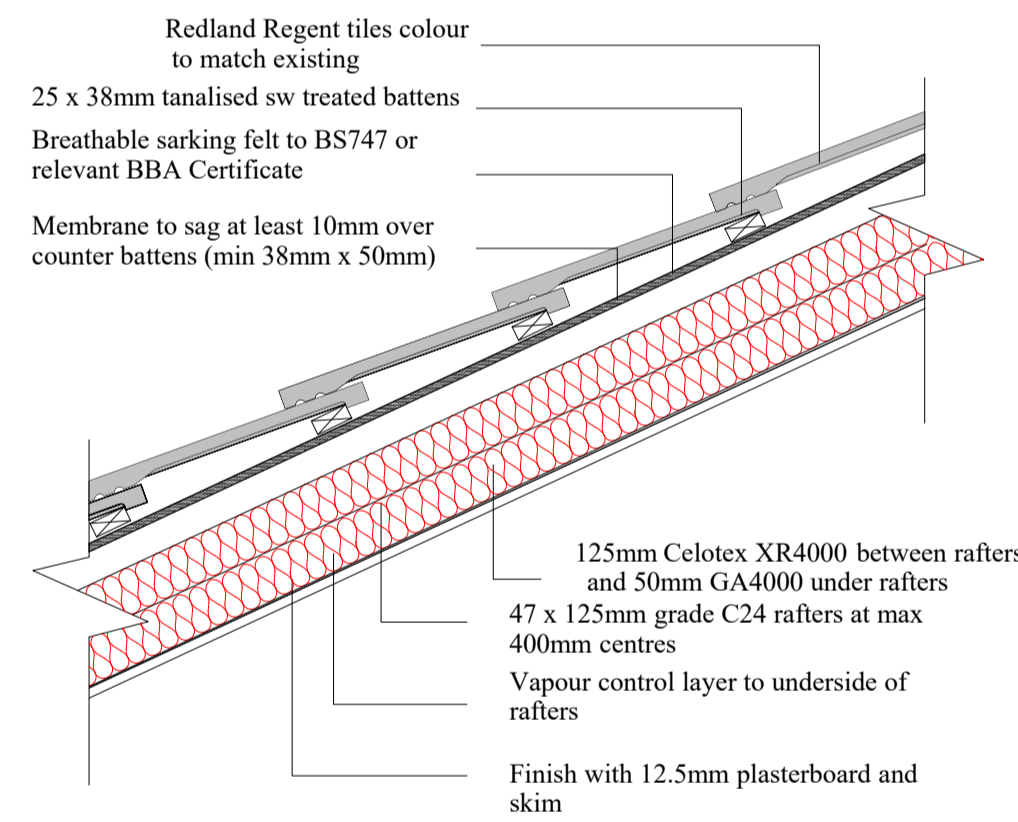 Redland Regent tiles colour
to match existing
25 x 38mm tanalised sw treated battens
Breathable sarking felt to BS747 or
relevant BBA Certificate
Membrane to sag at least 10mm over
counter battens (min 38mm x 50mm)
125mm Celotex XR4000 between rafters
and 50mm GA4000 under rafters
47 x 125mm grade C24 rafters at max
400mm centres
Vapour control layer to underside of
rafters
Finish with 12.5mm plasterboard and
skim